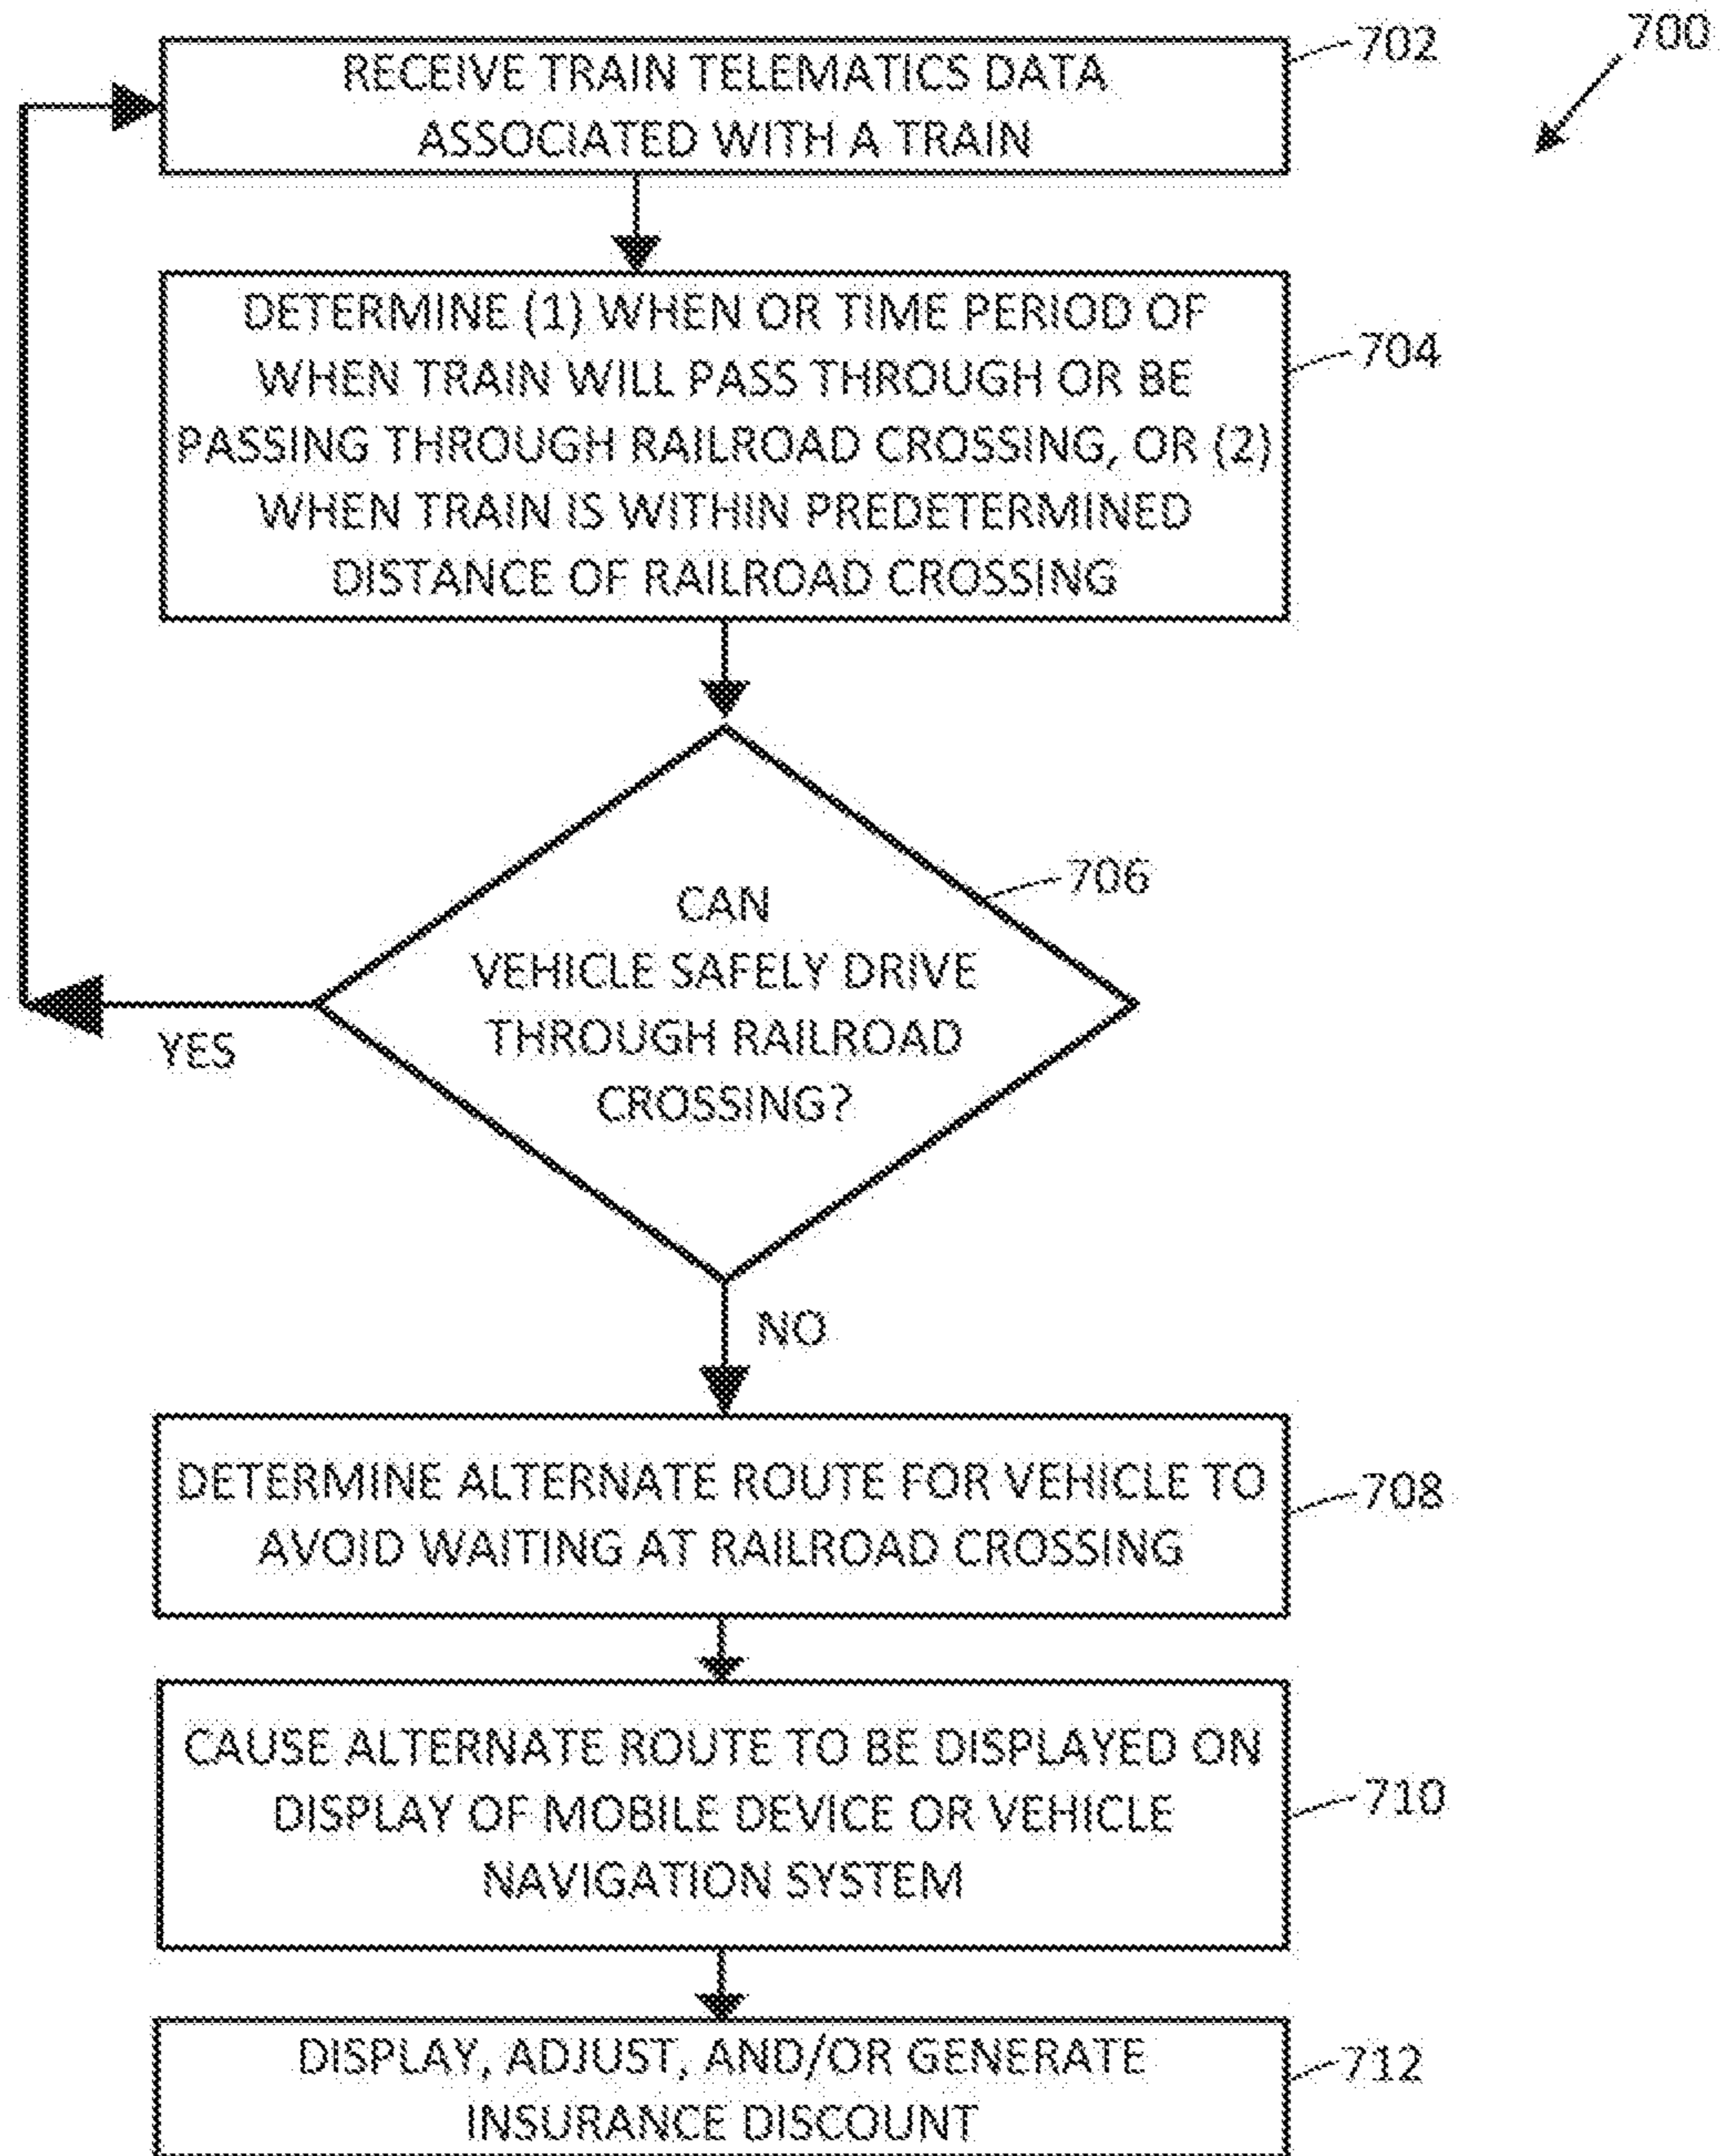 700
702
RECEIVE TRAIN TELEMATICS DATA
ASSOCIATED WITH A TRAIN
704
DETERMINE (1) WHEN OR TIME PERIOD OF
WHEN TRAIN WILL PASS THROUGH OR BE
PASSING THROUGH RAILROAD CROSSING, OR (2)
WHEN TRAIN IS WITHIN PREDETERMINED
DISTANCE OF RAILROAD CROSSING
706
CAN
VEHICLE SAFELY DRIVE
THROUGH RAILROAD
CROSSING?
YES
NO
708
DETERMINE ALTERNATE ROUTE FOR VEHICLE TO
AVOID WAITING AT RAILROAD CROSSING
710
CAUSE ALTERNATE ROUTE TO BE DISPLAYED ON
DISPLAY OF MOBILE DEVICE OR VEHICLE
NAVIGATION SYSTEM
712
DISPLAY, ADJUST, AND/OR GENERATE
INSURANCE DISCOUNT